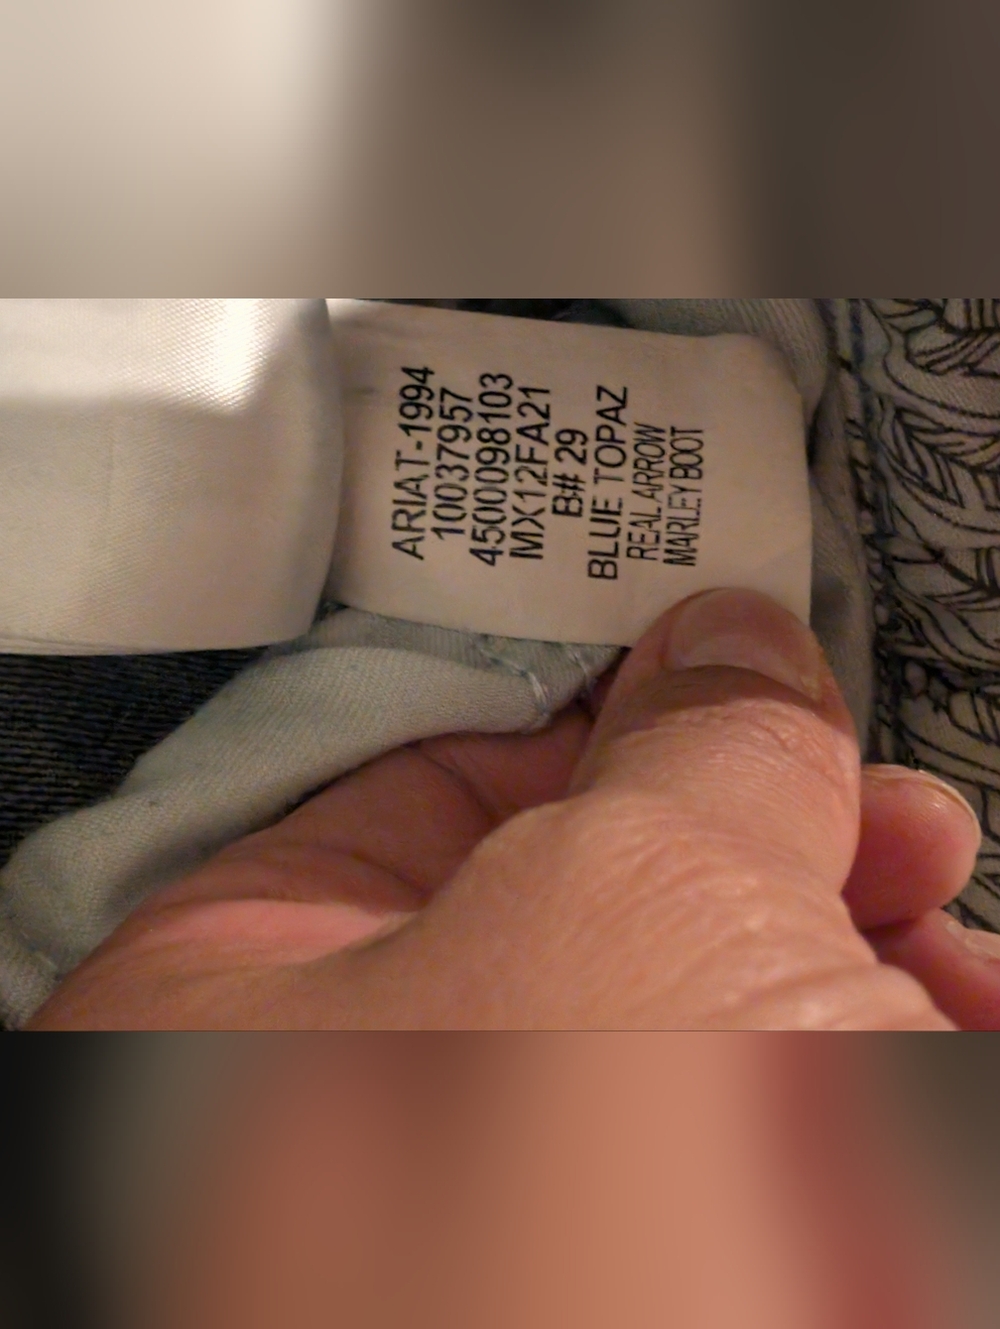 ARIAT-1994
10037957
4500098103
MX12FA21
B# 29
BLUE TOPAZ
REAL ARROW
MARLEY BOOT